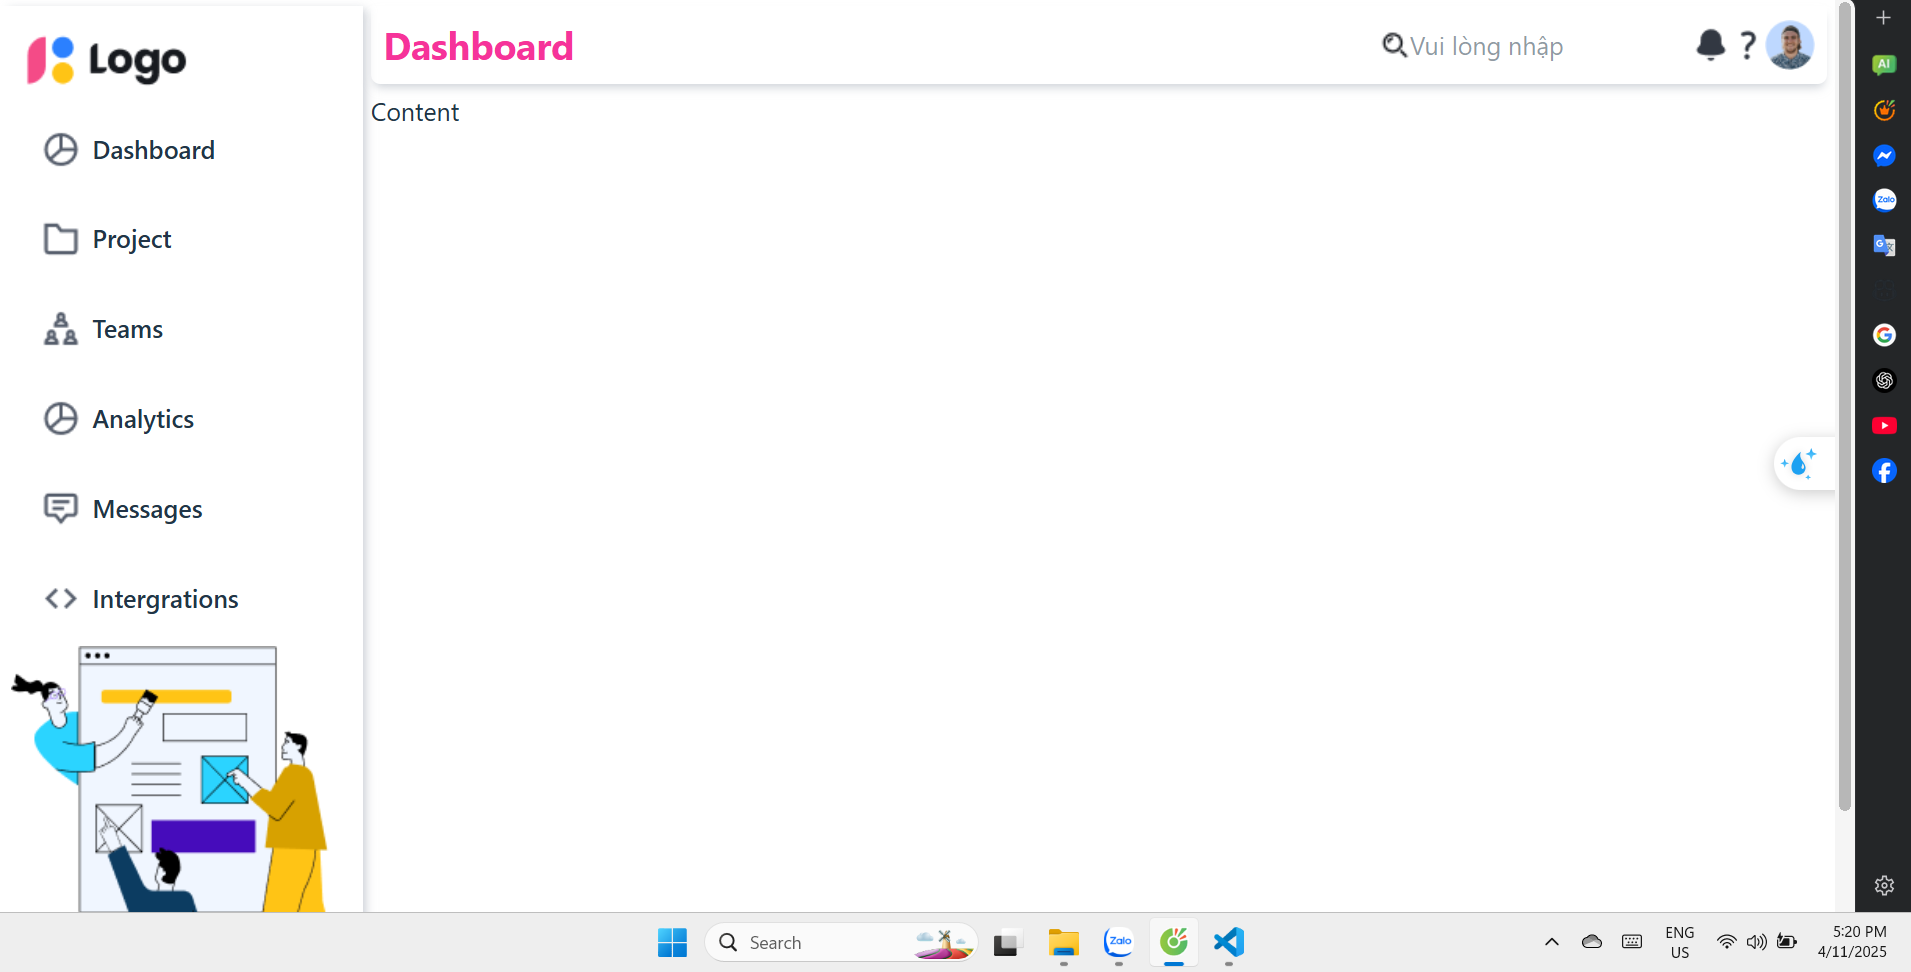 Logo
Dashboard
Project
Teams
Analytics
Messages
Intergrations
Dashboard
Vui lòng nhập
?
Content
AI
Zalo
G
Search
Zalo
ENG
US
5:20 PM
4/11/2025